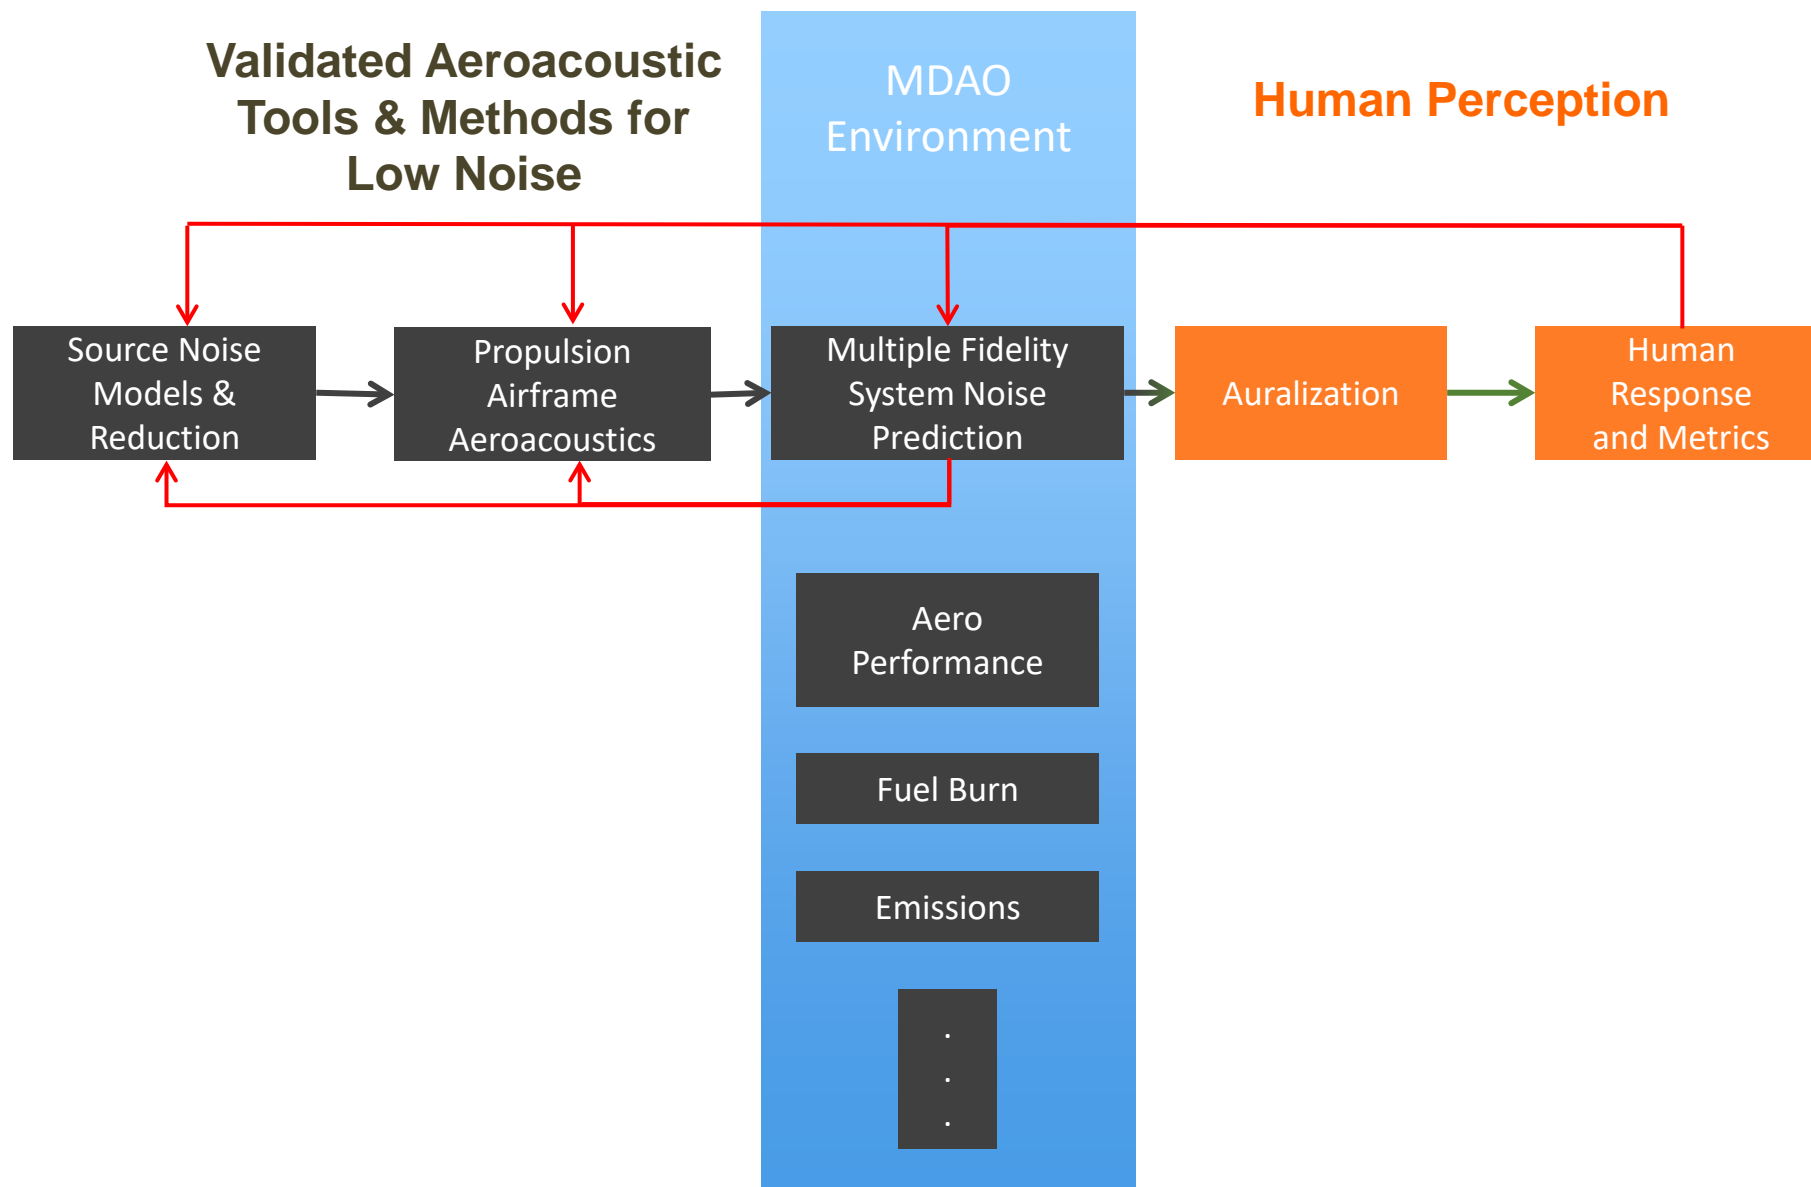 Validated Aeroacoustic
Tools & Methods for
Low Noise
MDAO
Environment
Human Perception
Source Noise
Models &
Reduction
Propulsion
Airframe
Aeroacoustics
Multiple Fidelity
System Noise
Prediction
Auralization
Human
Response
and Metrics
Aero
Performance
Fuel Burn
Emissions
.
.
.